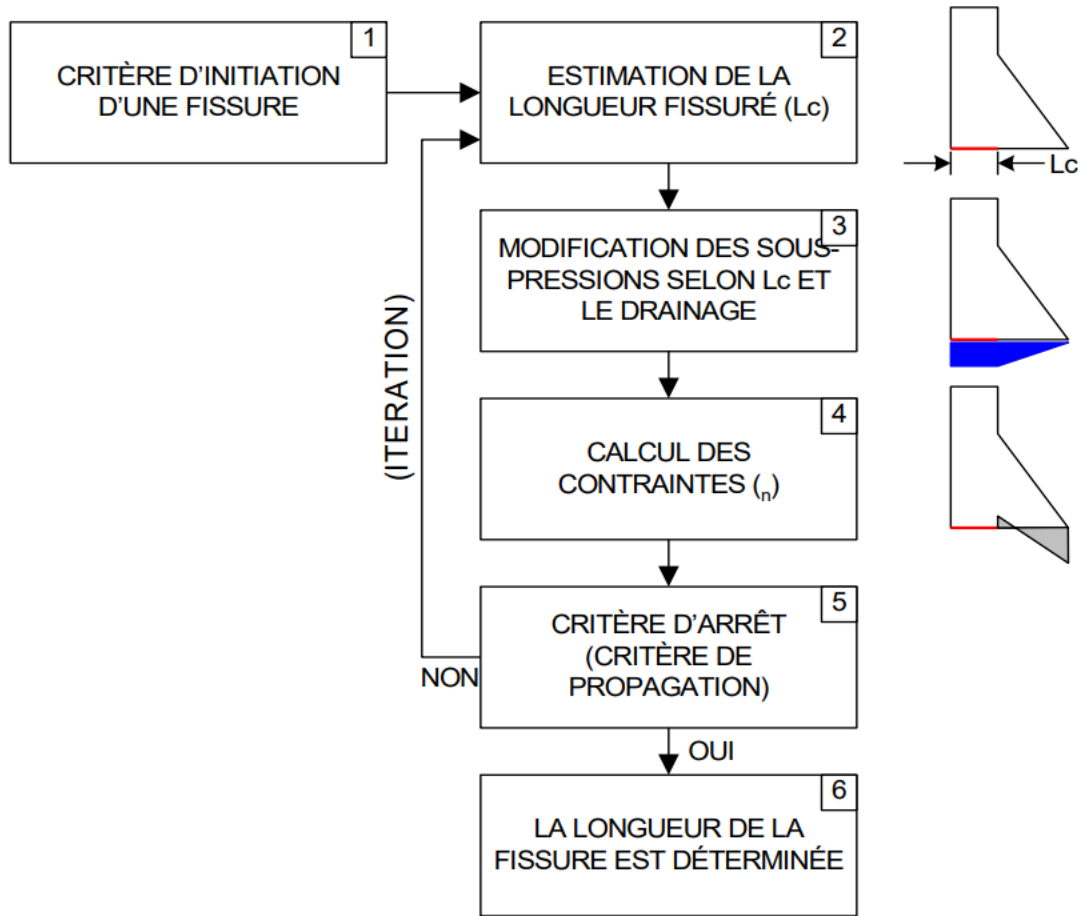 1
CRITÈRE D'INITIATION
D'UNE FISSURE
2
ESTIMATION DE LA
LONGUEUR FISSURÉ (Lc)
Lc
3
MODIFICATION DES SOUS-
PRESSIONS SELON Lc ET
LE DRAINAGE
(ITERATION)
4
CALCUL DES
CONTRAINTES (n)
5
CRITÈRE D'ARRÊT
(CRITÈRE DE
PROPAGATION)
NON
OUI
6
LA LONGUEUR DE LA
FISSURE EST DÉTERMINÉE